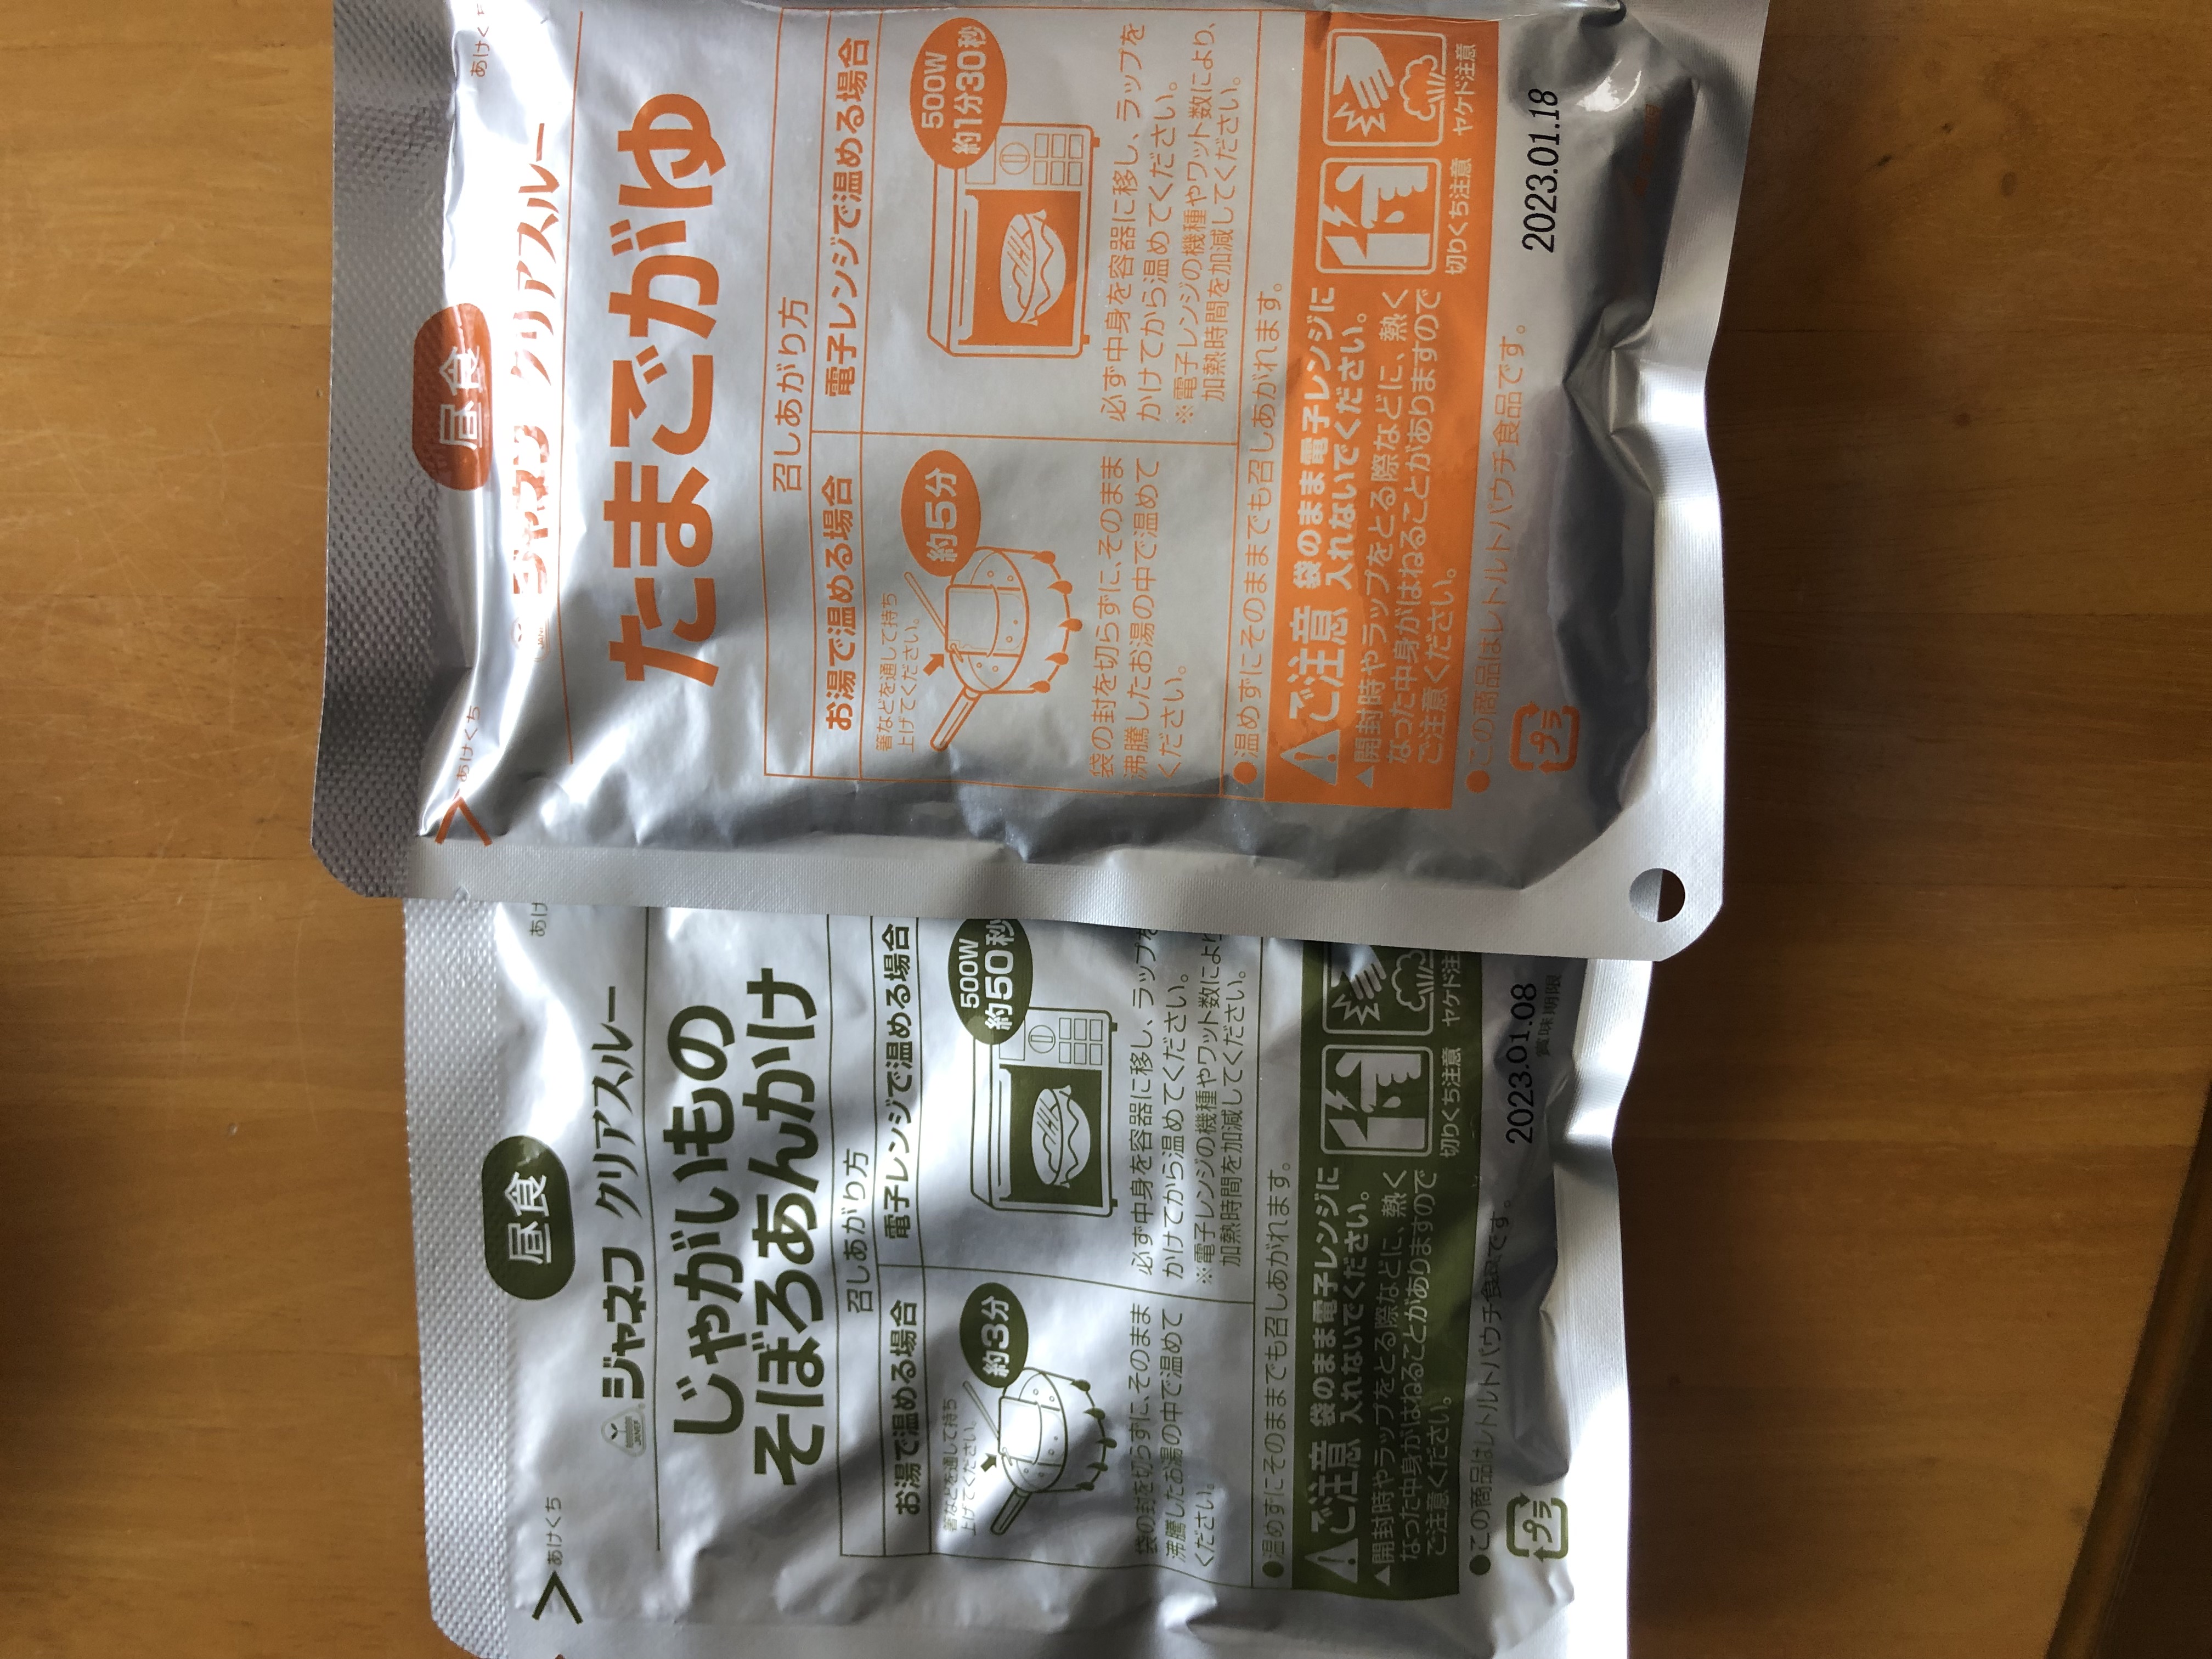 昼食
ジャネフ クリアスルー
たまごがゆ
あけくち
召しあがり方
お湯で温める場合
箸などを通して持ち
上げてください。
約5分
袋の封を切らずに、そのまま
沸騰したお湯の中で温めて
ください。
電子レンジで温める場合
500W
約1分30秒
必ず中身を容器に移し、ラップを
かけてから温めてください。
※電子レンジの機種やワット数により、
加熱時間を加減してください。
●温めずにそのままでも召しあがれます。
ご注意 袋のまま電子レンジに
入れないでください。
▲開封時やラップをとる際などに、熱く
なった中身がはねることがありますので
ご注意ください。
切りくち注意
ヤケド注意
●この商品はレトルトパウチ食品です。
プラ
2023.01.18
昼食
ジャネフ クリアスルー
じゃがいもの
そぼろあんかけ
あけくち
召しあがり方
お湯で温める場合
箸などを通して持ち
上げてください。
約3分
袋の封を切らずに、そのまま
沸騰したお湯の中で温めて
ください。
電子レンジで温める場合
500W
約50秒
必ず中身を容器に移し、ラップを
かけてから温めてください。
※電子レンジの機種やワット数により
加熱時間を加減してください。
●温めずにそのままでも召しあがれます。
ご注意 袋のまま電子レンジに
入れないでください。
▲開封時やラップをとる際などに、熱く
なった中身がはねることがありますので
ご注意ください。
切りくち注意
ヤケド注
●この商品はレトルトパウチ食品です。
プラ
2023.01.08
賞味期限